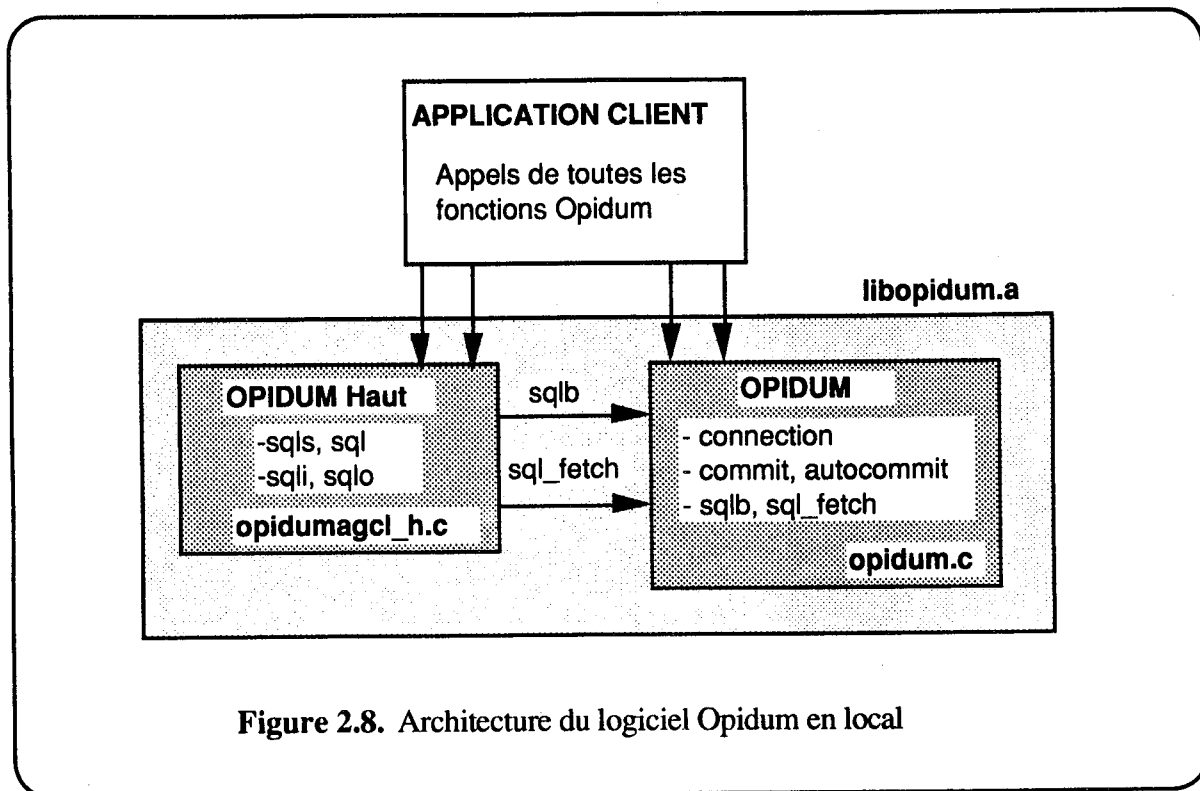 APPLICATION CLIENT
Appels de toutes les
fonctions Opidum
libopidum.a
OPIDUM Haut
-sqls, sql
-sqli, sqlo
opidumagcl_h.c
sqlb
sql_fetch
OPIDUM
- connection
- commit, autocommit
- sqlb, sql_fetch
opidum.c
Figure 2.8. Architecture du logiciel Opidum en local